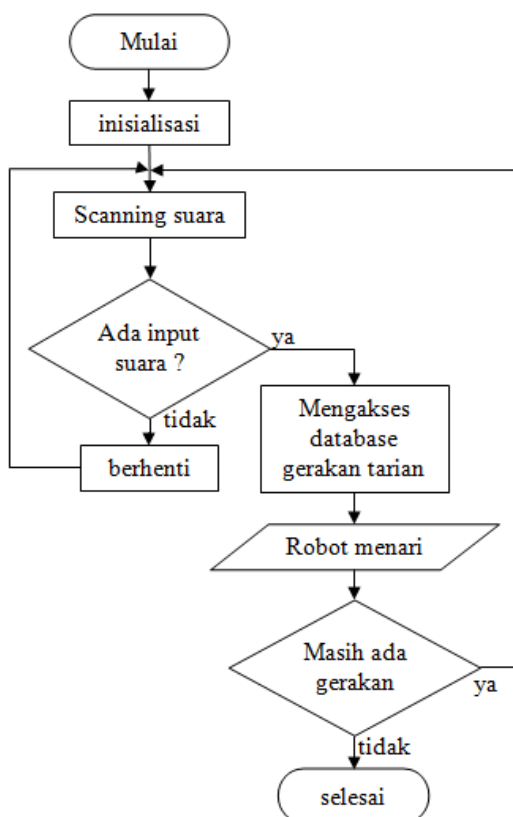 Mulai
inisialisasi
Scanning suara
Ada input
suara ?
ya
tidak
berhenti
Mengakses
database
gerakan tarian
Robot menari
Masih ada
gerakan
ya
tidak
selesai